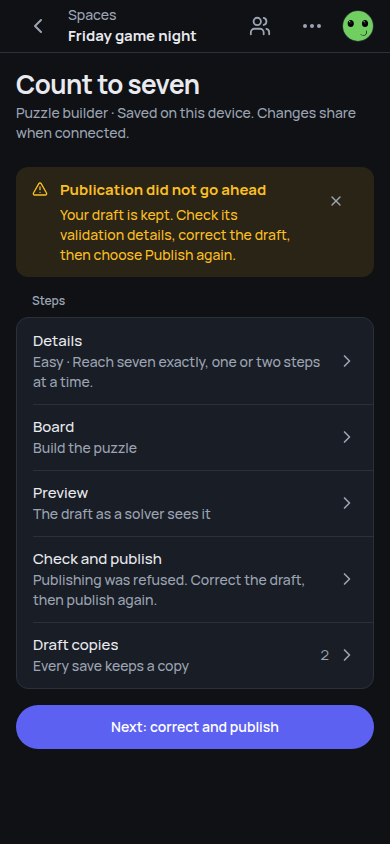 Spaces
Friday game night
Count to seven
Puzzle builder · Saved on this device. Changes share
when connected.
Publication did not go ahead
Your draft is kept. Check its
validation details, correct the draft,
then choose Publish again.
Steps
Details
Easy · Reach seven exactly, one or two steps
at a time.
Board
Build the puzzle
Preview
The draft as a solver sees it
Check and publish
Publishing was refused. Correct the draft,
then publish again.
Draft copies
2
Every save keeps a copy
Next: correct and publish